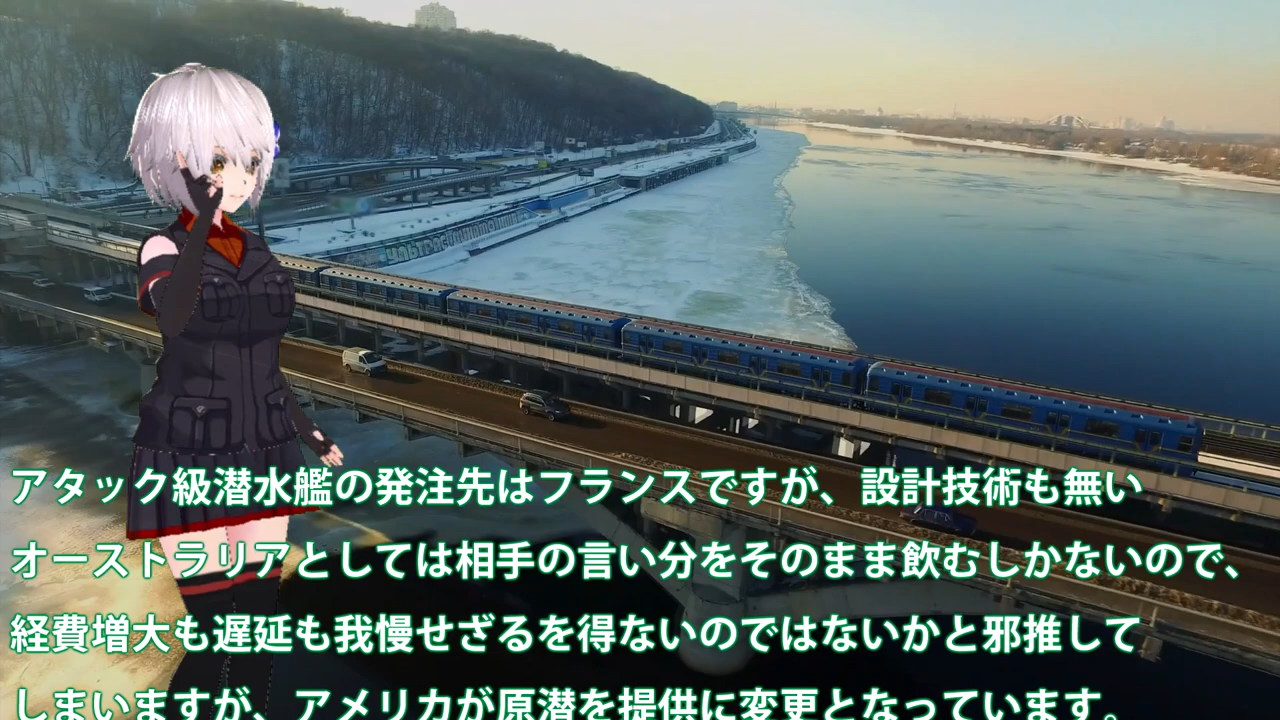 アタック級潜水艦の発注先はフランスですが、設計技術も無い
オーストラリアとしては相手の言い分をそのまま飲むしかないので、
経費増大も遅延も我慢せざるを得ないのではないかと邪推して
しまいますが、アメリカが原潜を提供に変更となっています。